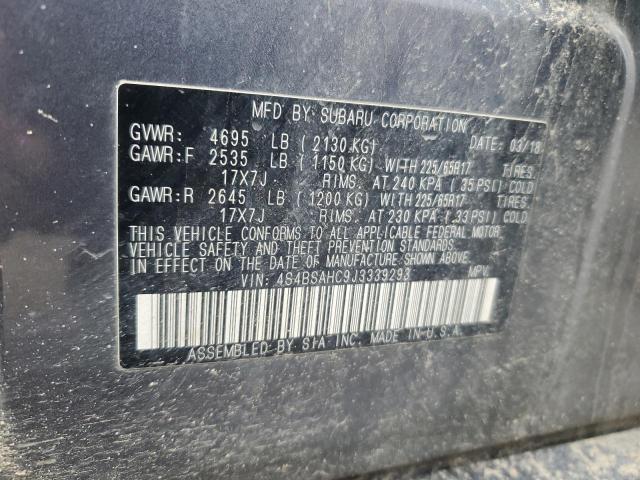 MFD BY: SUBARU CORPORATION
GVWR: 4695 LB ( 2130 KG) DATE: 03/18
GAWR:F 2535 LB ( 1150 KG) WITH 225/65R17 TIRES.
17X7J RIMS. AT 240 KPA ( 35 PSI) COLD
GAWR:R 2645 LB ( 1200 KG) WITH 225/65R17 TIRES.
17X7J RIMS. AT 230 KPA ( 33 PSI) COLD
THIS VEHICLE CONFORMS TO ALL APPLICABLE FEDERAL MOTOR
VEHICLE SAFETY AND THEFT PREVENTION STANDARDS
IN EFFECT ON THE DATE OF MANUFACTURE SHOWN ABOVE.
VIN: 4S4BSAHC9J3339293 MPV
ASSEMBLED BY SIA INC. MADE IN U.S.A.